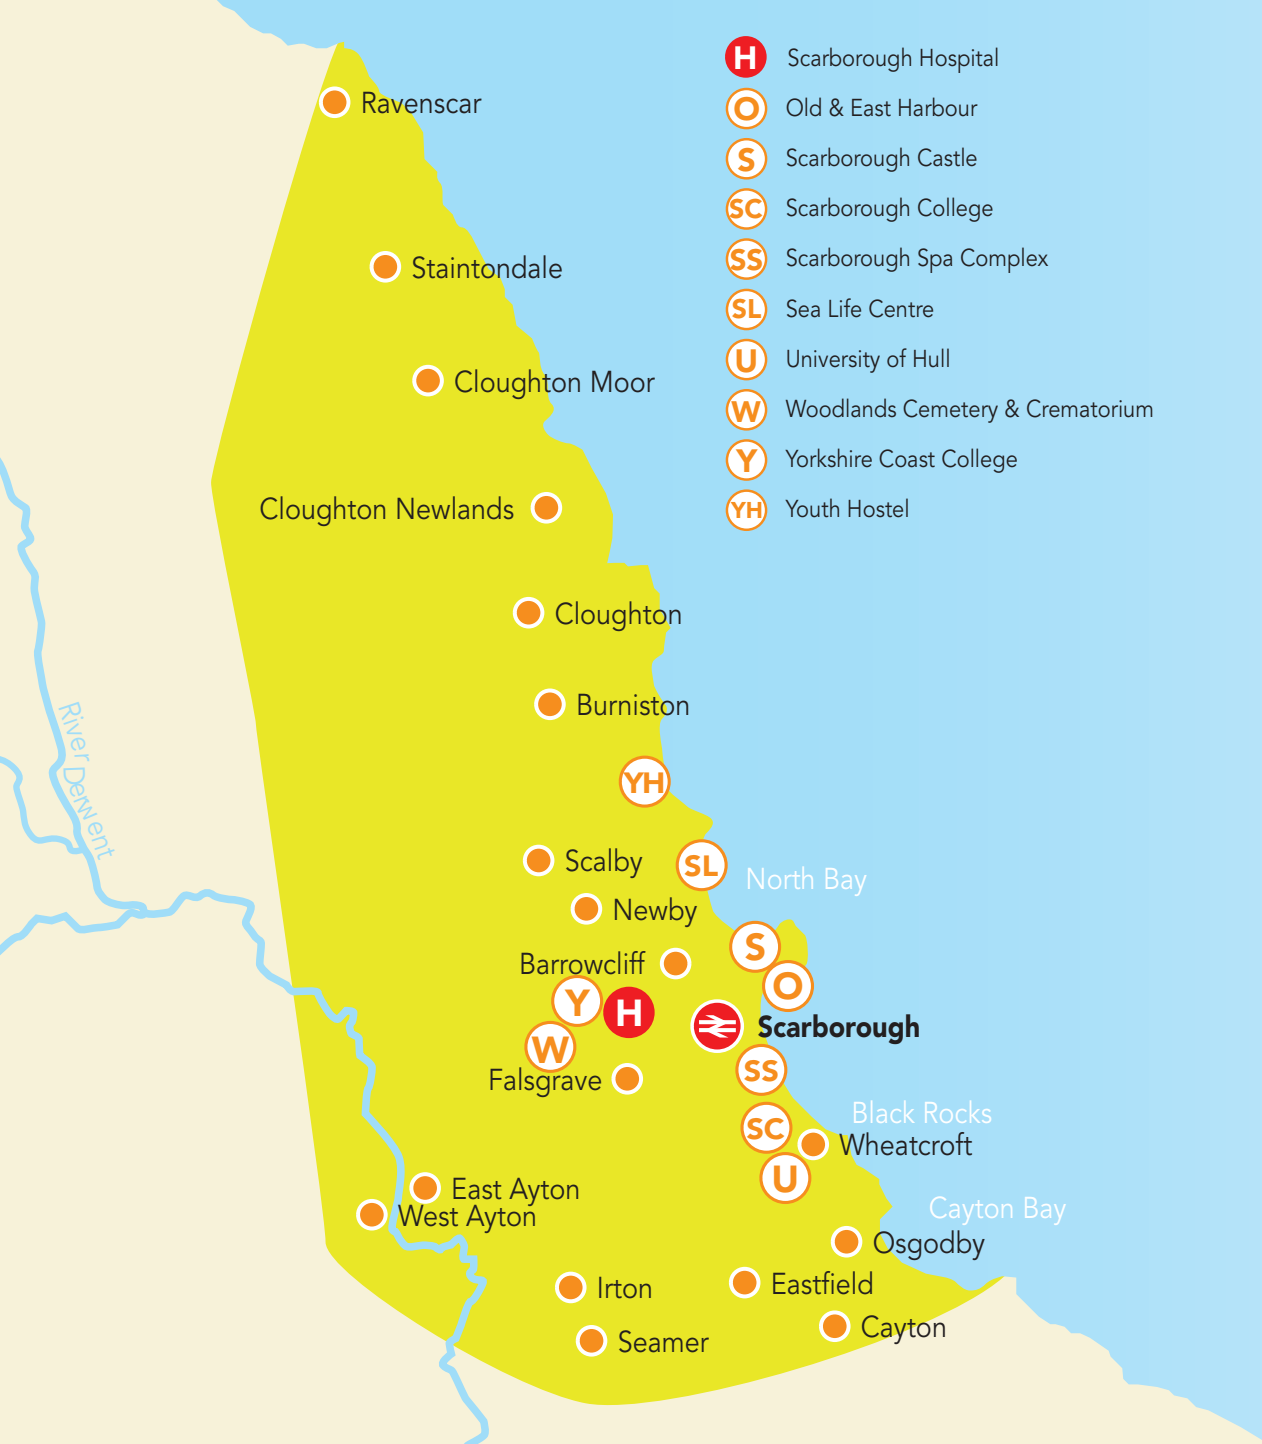 H Scarborough Hospital
O Old & East Harbour
S Scarborough Castle
SC Scarborough College
SS Scarborough Spa Complex
SL Sea Life Centre
U University of Hull
W Woodlands Cemetery & Crematorium
Y Yorkshire Coast College
YH Youth Hostel
Ravenscar
Staintondale
Cloughton Moor
Cloughton Newlands
Cloughton
Burniston
River Derwent
YH
Scalby
SL
North Bay
Newby
S
Barrowcliff
O
Y
H
Scarborough
W
Falsgrave
SS
Black Rocks
SC
Wheatcroft
U
East Ayton
West Ayton
Cayton Bay
Osgodby
Irton
Eastfield
Cayton
Seamer